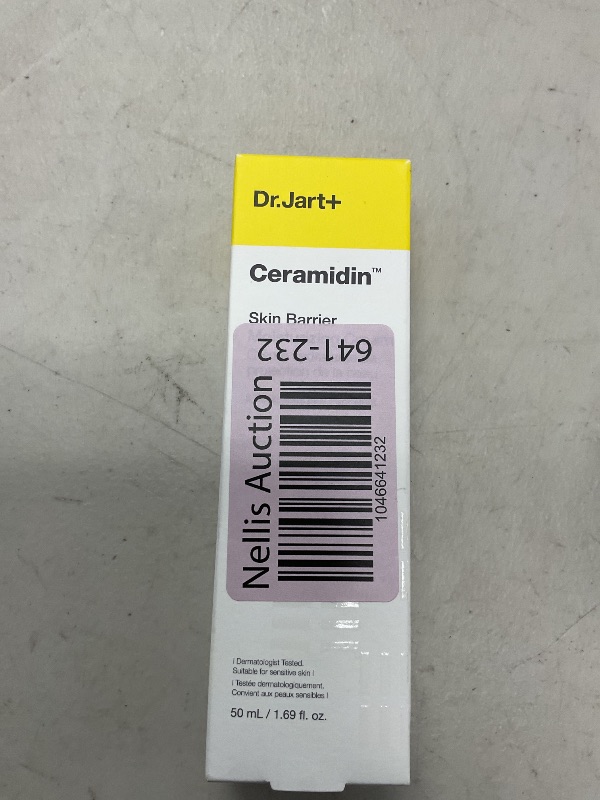 Dr.Jart+
Ceramidin™
Skin Barrier
641-232
Nellis Auction
1046641232
| Dermatologist Tested.
Suitable for sensitive skin |
| Testée dermatologiquement.
Convient aux peaux sensibles |
50 mL / 1.69 fl. oz.